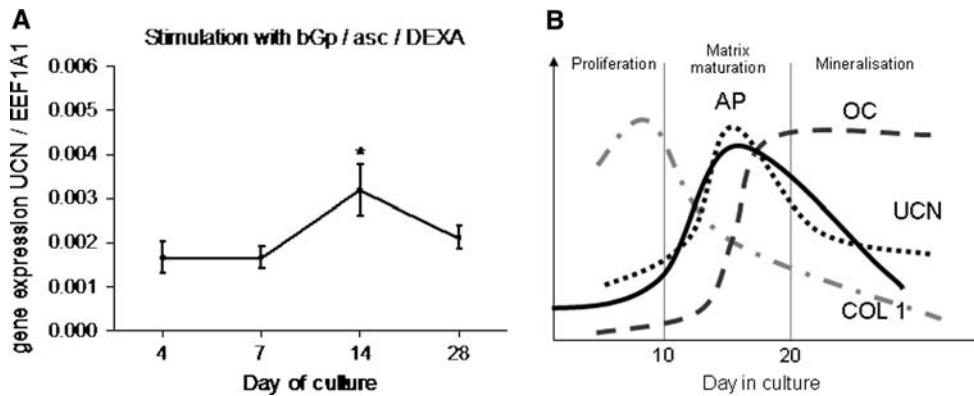 A
Stimulation with bGp / asc / DEXA
gene expression UCN / EEF1A1
0.006
0.005
0.004
0.003
0.002
0.001
0.000
*
4 7 14 28
Day of culture
B
Proliferation Matrix maturation Mineralisation
AP
OC
UCN
COL 1
10 20
Day in culture